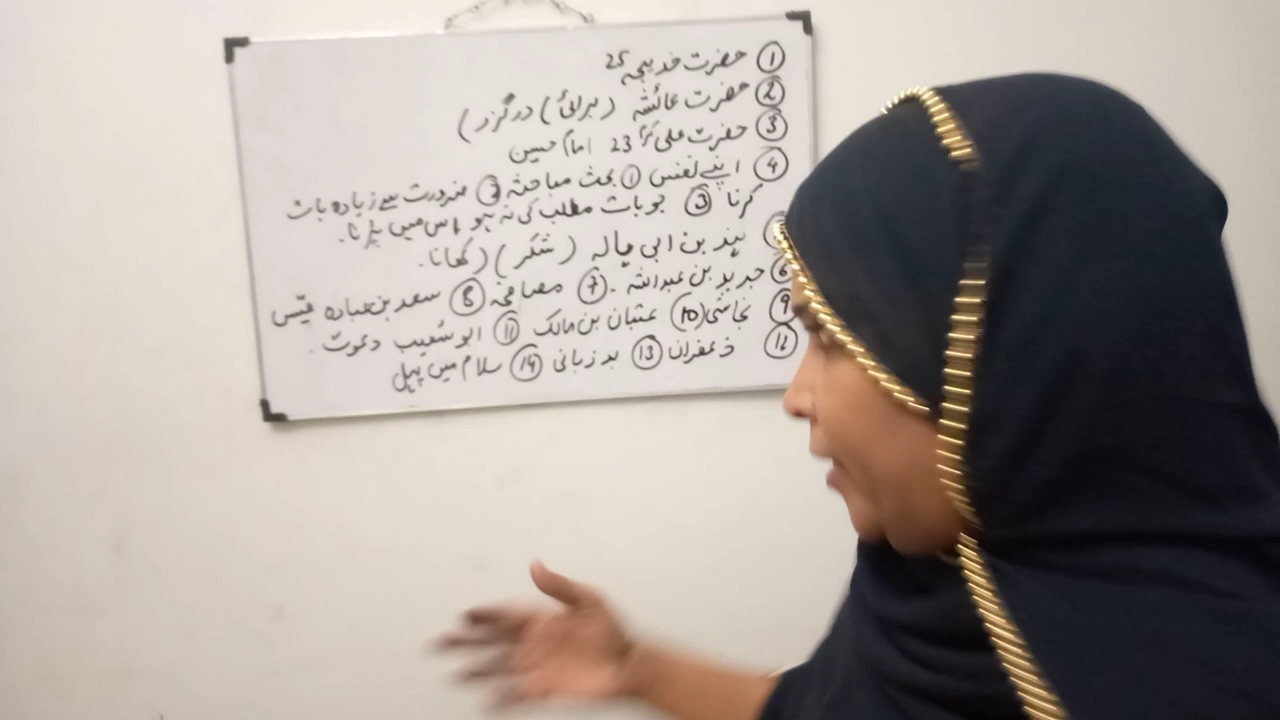 ① حضرت خدیجہ 25
② حضرت عائشہ (برائی) درگزر)
③ حضرت علی 23 امام حسین
④ اپنے نفس ① بحث مباحثہ ② ضرورت سے زیادہ بات
کرنا ③ جو بات مطلب کی نہ ہو اس میں پڑنا۔
ہند بن ابی ہالہ (شکر) (کھانا۔
⑥ جریر بن عبداللہ ۔ ⑦ مصافحہ ⑧ سعد بن عبادہ قیس
⑨ نجاشی ⑩ عتبان بن مالک ⑪ ابو شعیب دعوت ۔
⑫ زعفران ⑬ بد زبانی ⑭ سلام میں پہل